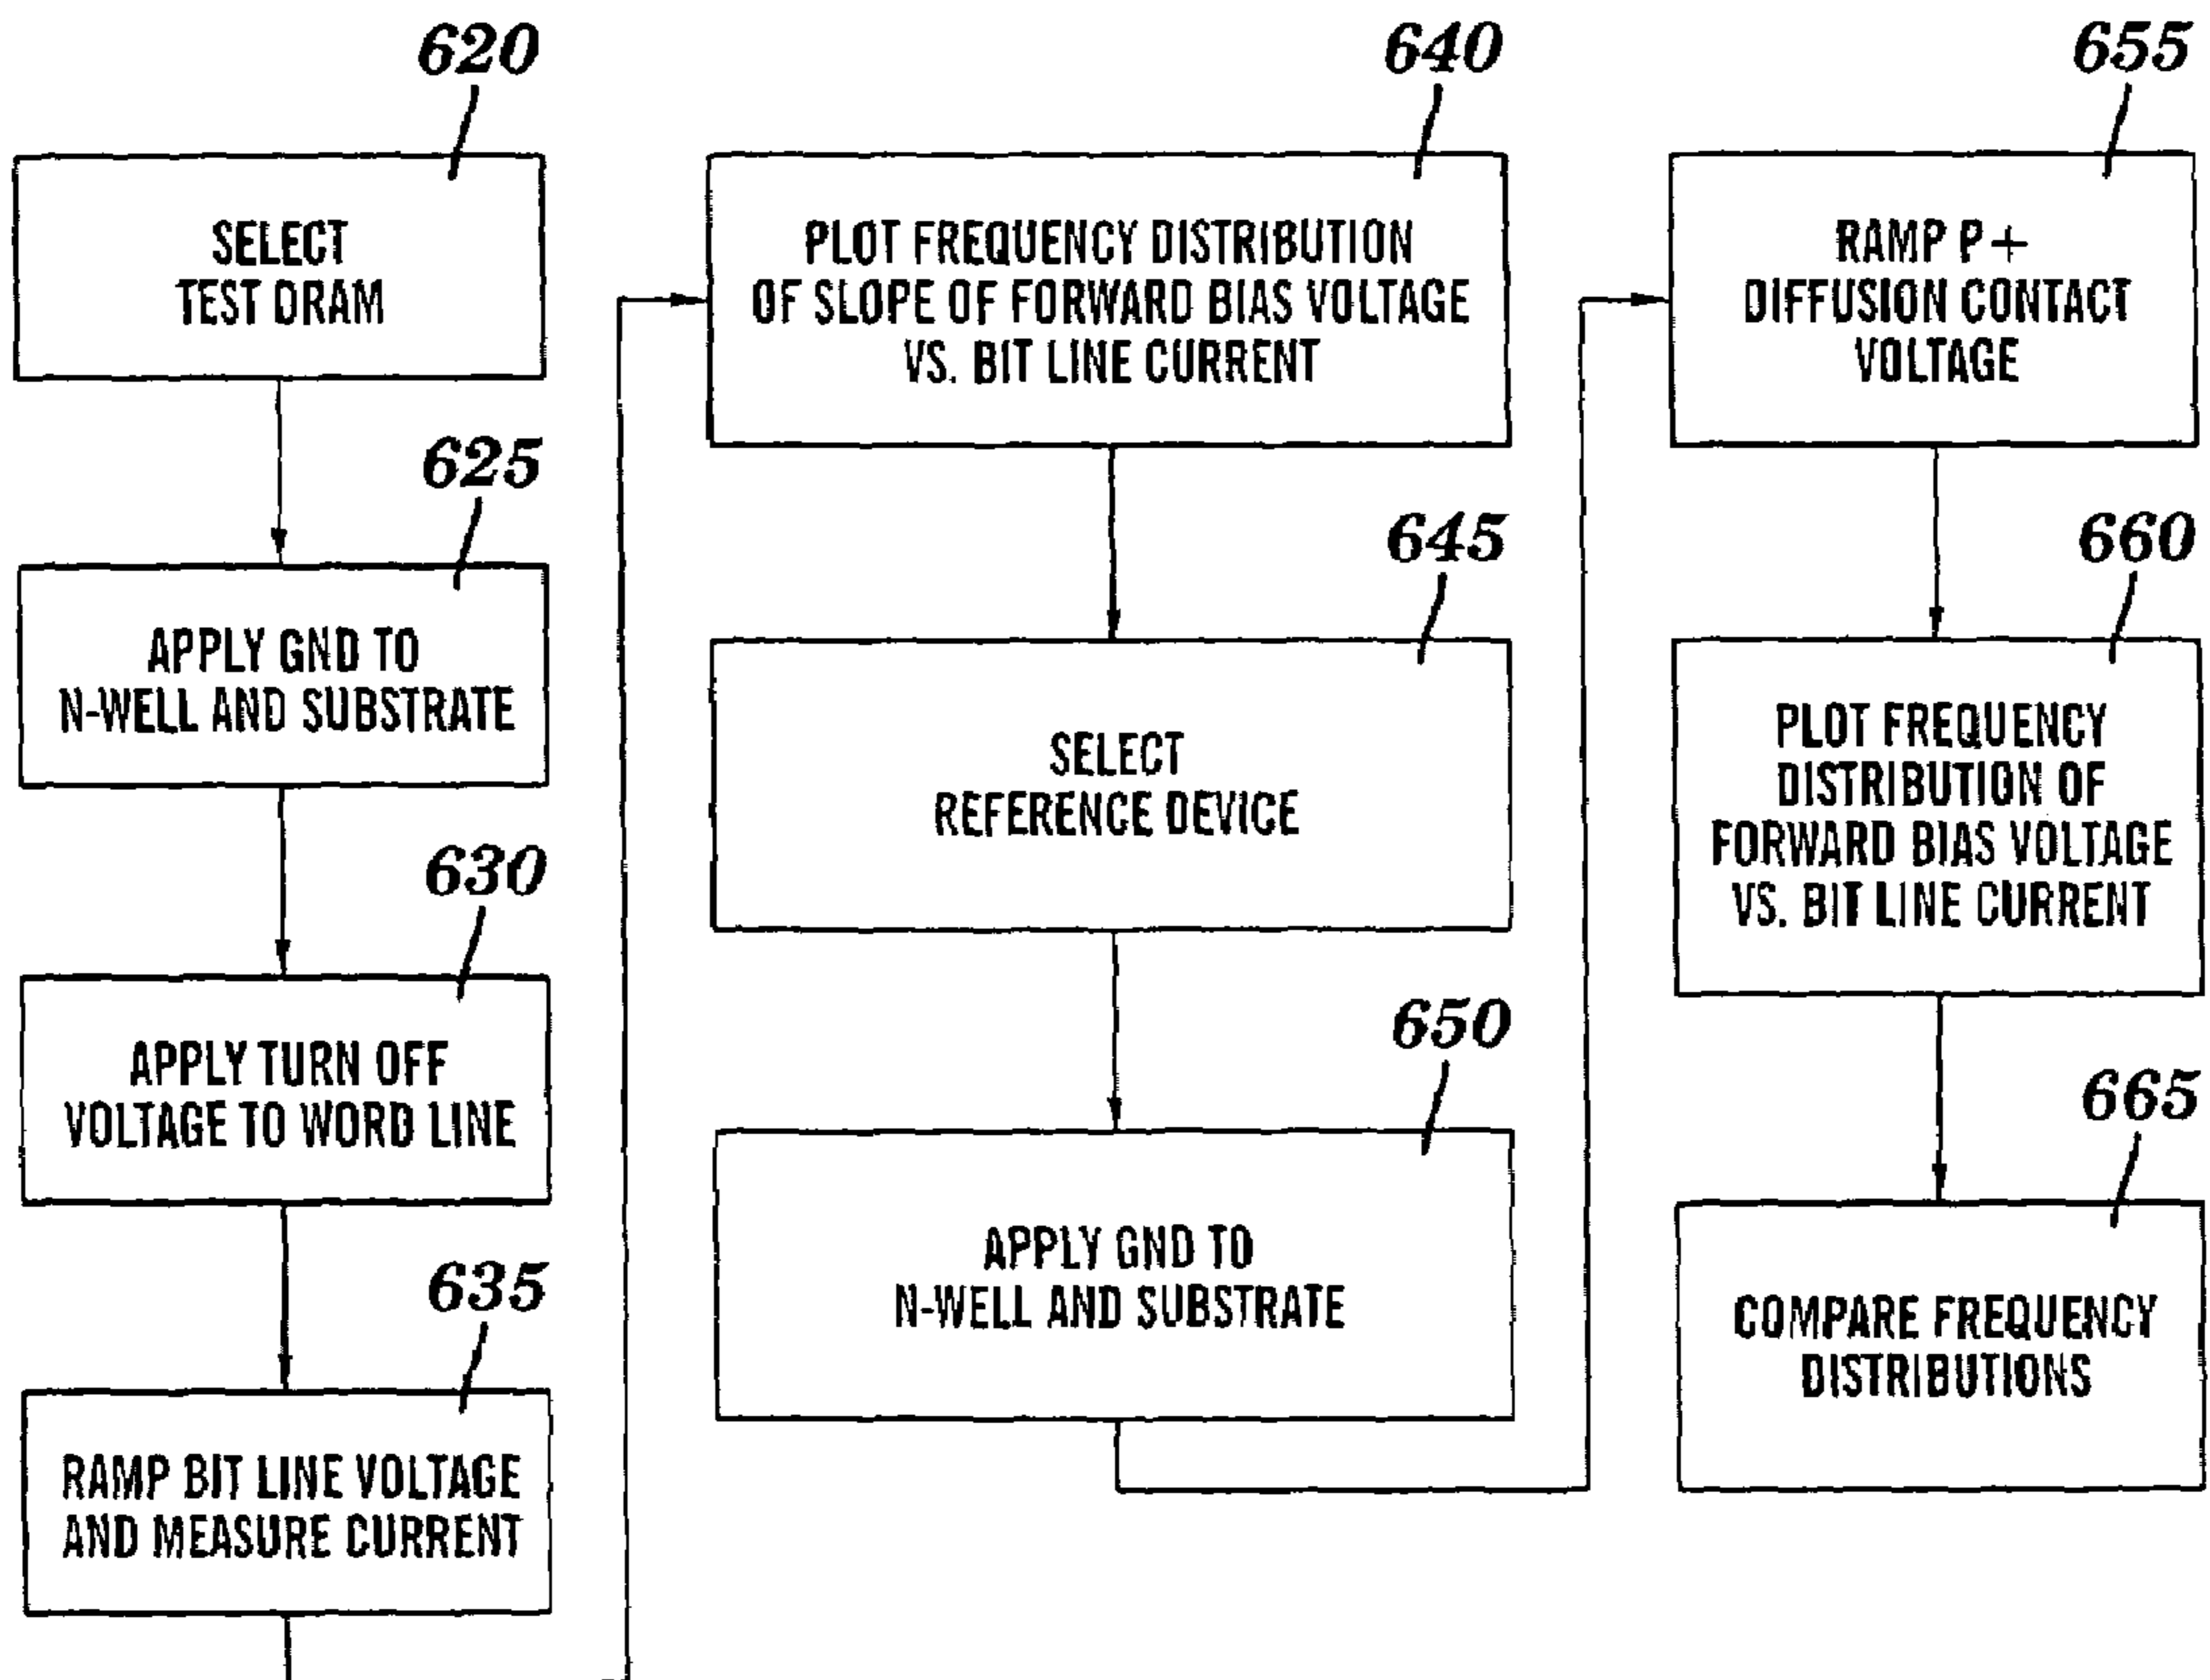 620
SELECT
TEST DRAM
625
APPLY GND TO
N-WELL AND SUBSTRATE
630
APPLY TURN OFF
VOLTAGE TO WORD LINE
635
RAMP BIT LINE VOLTAGE
AND MEASURE CURRENT
640
PLOT FREQUENCY DISTRIBUTION
OF SLOPE OF FORWARD BIAS VOLTAGE
VS. BIT LINE CURRENT
645
SELECT
REFERENCE DEVICE
650
APPLY GND TO
N-WELL AND SUBSTRATE
655
RAMP P+
DIFFUSION CONTACT
VOLTAGE
660
PLOT FREQUENCY
DISTRIBUTION OF
FORWARD BIAS VOLTAGE
VS. BIT LINE CURRENT
665
COMPARE FREQUENCY
DISTRIBUTIONS